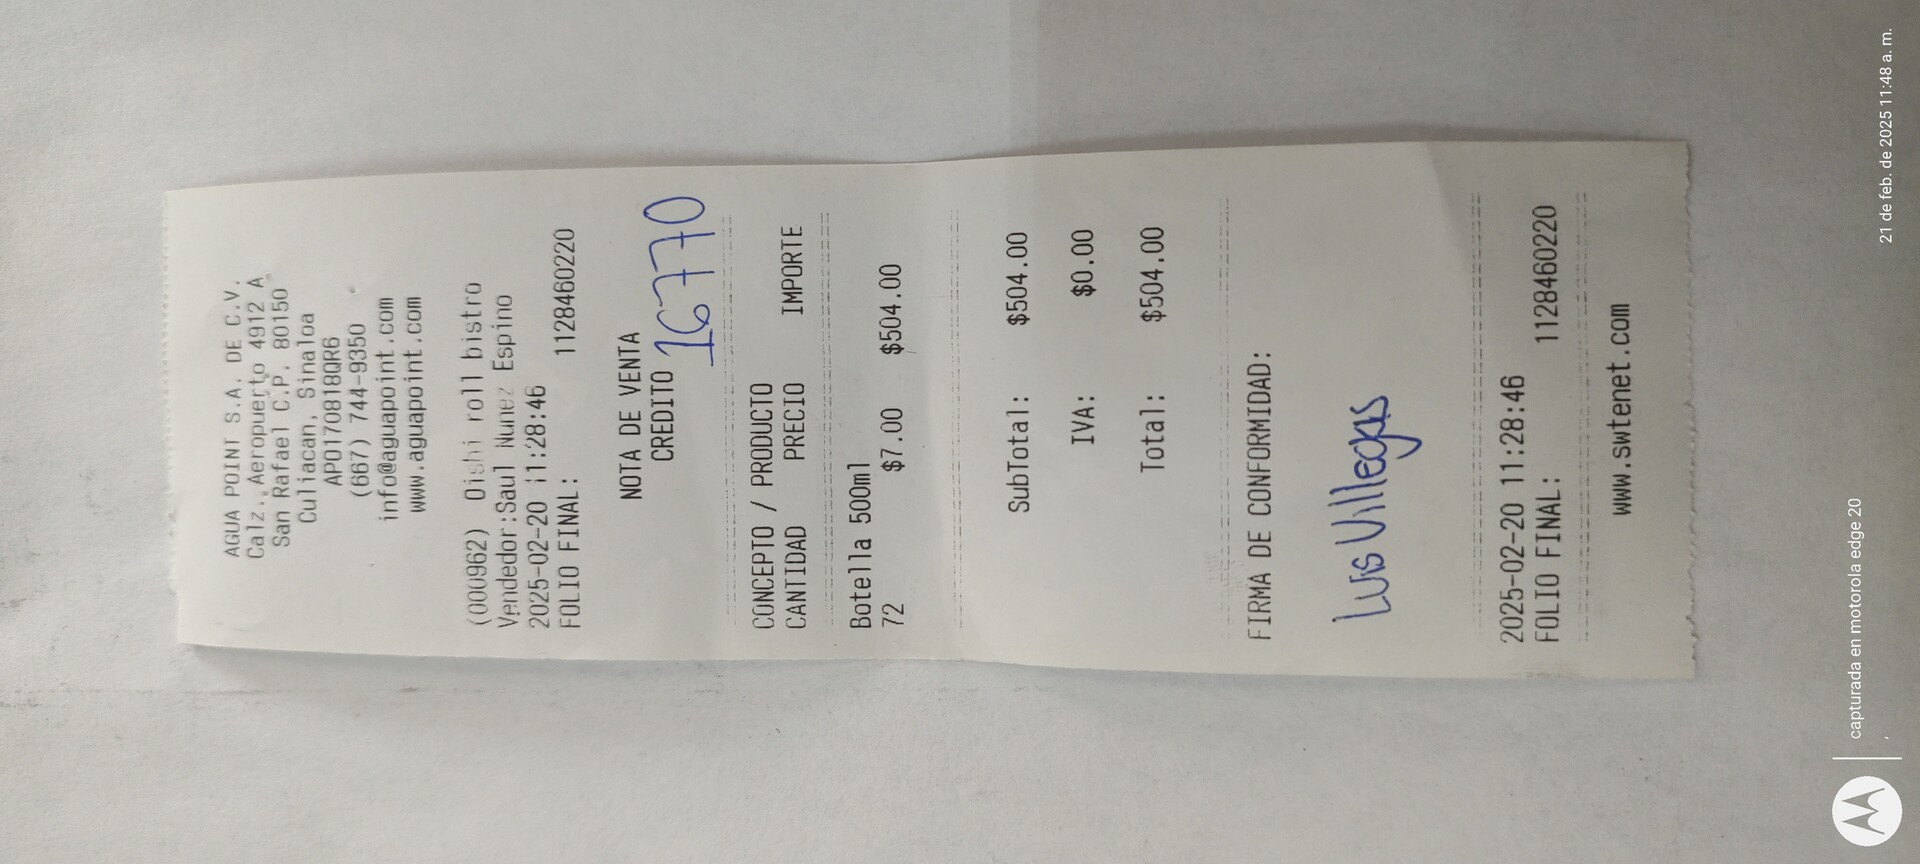 AGUA POINT S.A. DE C.V.
Calz. Aeropuerto 4912 A
San Rafael C.P. 80150
Culiacan, Sinaloa
APO170818QR6
(667) 744-9350
info@aguapoint.com
www.aguapoint.com
(000962) Oishi roll bistro
Vendedor:Saul Nunez Espino
2025-02-20 11:28:46
FOLIO FINAL: 1128460220
NOTA DE VENTA
CREDITO 16770
CONCEPTO / PRODUCTO
CANTIDAD PRECIO IMPORTE
Botella 500ml
72 $7.00 $504.00
SubTotal: $504.00
IVA: $0.00
Total: $504.00
FIRMA DE CONFORMIDAD:
Luis Villegas
2025-02-20 11:28:46
FOLIO FINAL: 1128460220
www.swtenet.com
capturada en motorola edge 20
21 de feb. de 2025 11:48 a. m.